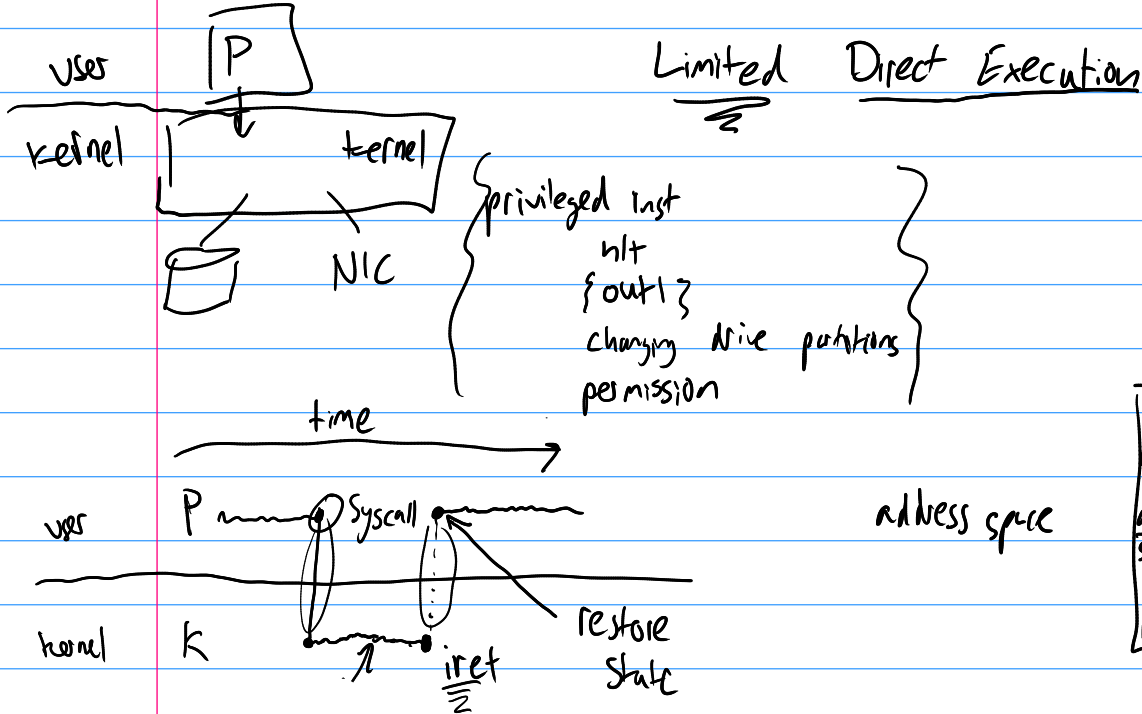 P
user
Limited Direct Execution
kernel
kernel
privileged inst
hlt
{outl}
changing drive partitions
permission
NIC
time
user P Syscall
address space
restore
state
kernel K
iret